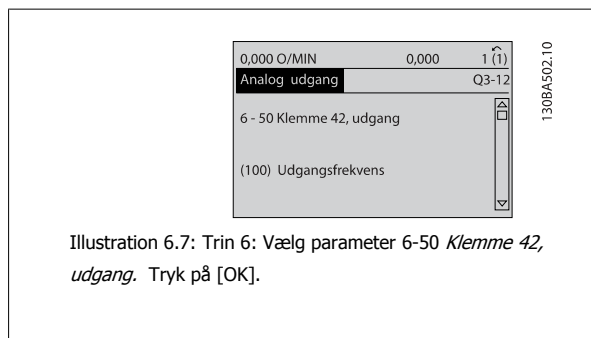 0,000 O/MIN 0,000 1 (1)
Analog udgang Q3-12
6 - 50 Klemme 42, udgang
(100) Udgangsfrekvens
130BA502.10
Illustration 6.7: Trin 6: Vælg parameter 6-50 Klemme 42,
udgang. Tryk på [OK].